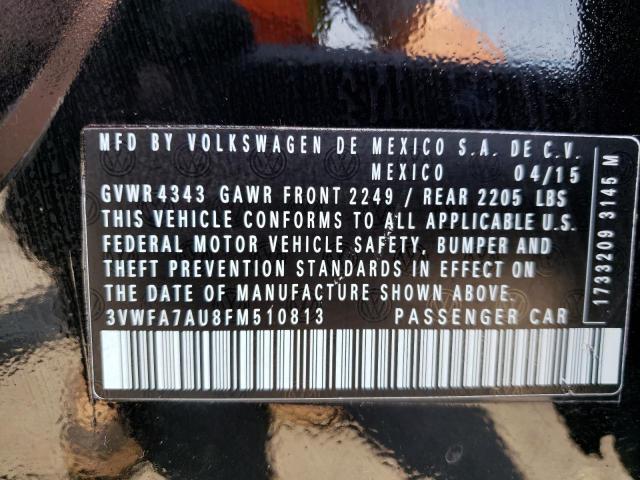 MFD BY VOLKSWAGEN DE MEXICO S.A. DE C.V.
MEXICO 04/15
GVWR 4343 GAWR FRONT 2249 / REAR 2205 LBS
THIS VEHICLE CONFORMS TO ALL APPLICABLE U.S.
FEDERAL MOTOR VEHICLE SAFETY, BUMPER AND
THEFT PREVENTION STANDARDS IN EFFECT ON
THE DATE OF MANUFACTURE SHOWN ABOVE.
3VWFA7AU8FM510813 PASSENGER CAR
1733209 3145 M